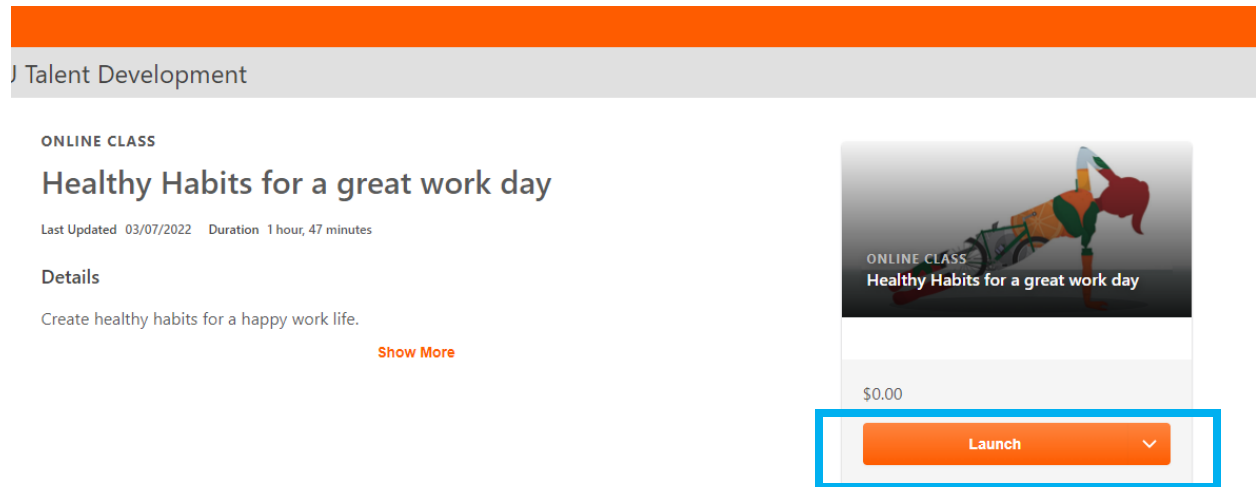 Talent Development
ONLINE CLASS
Healthy Habits for a great work day
Last Updated 03/07/2022 Duration 1 hour, 47 minutes
Details
Create healthy habits for a happy work life.
Show More
ONLINE CLASS
Healthy Habits for a great work day
$0.00
Launch